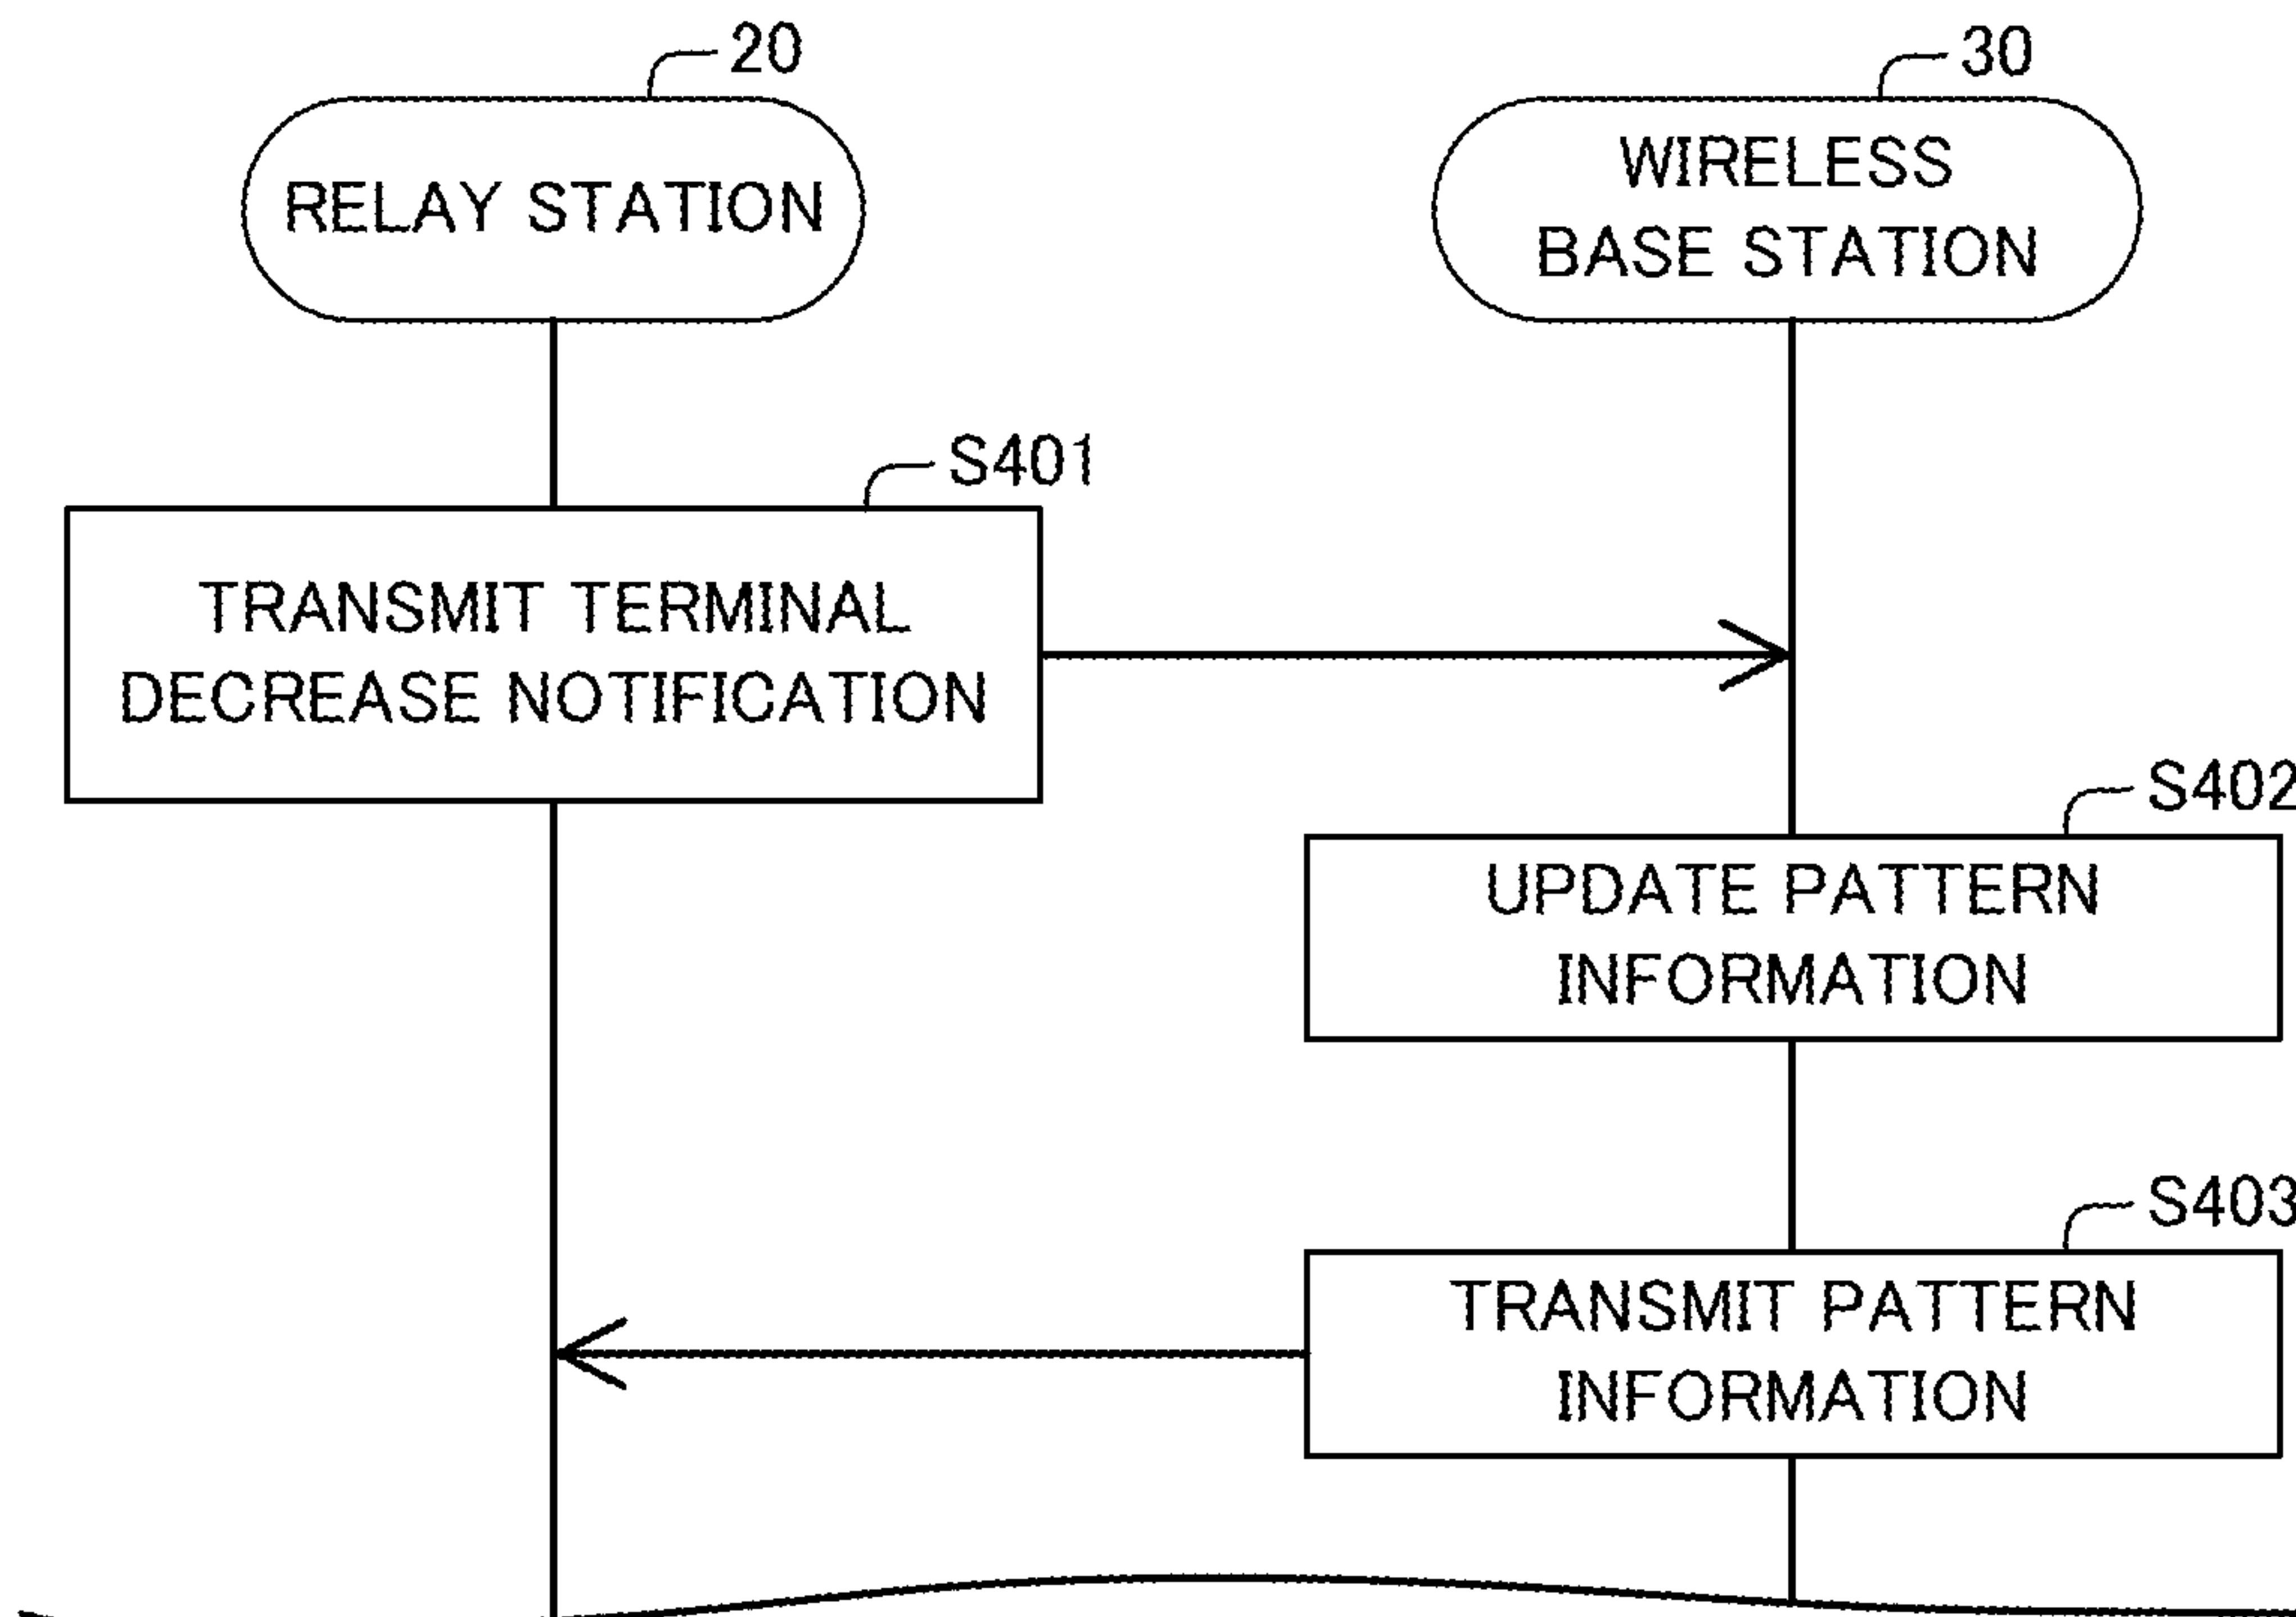 20
RELAY STATION
30
WIRELESS
BASE STATION
S401
TRANSMIT TERMINAL
DECREASE NOTIFICATION
S402
UPDATE PATTERN
INFORMATION
S403
TRANSMIT PATTERN
INFORMATION